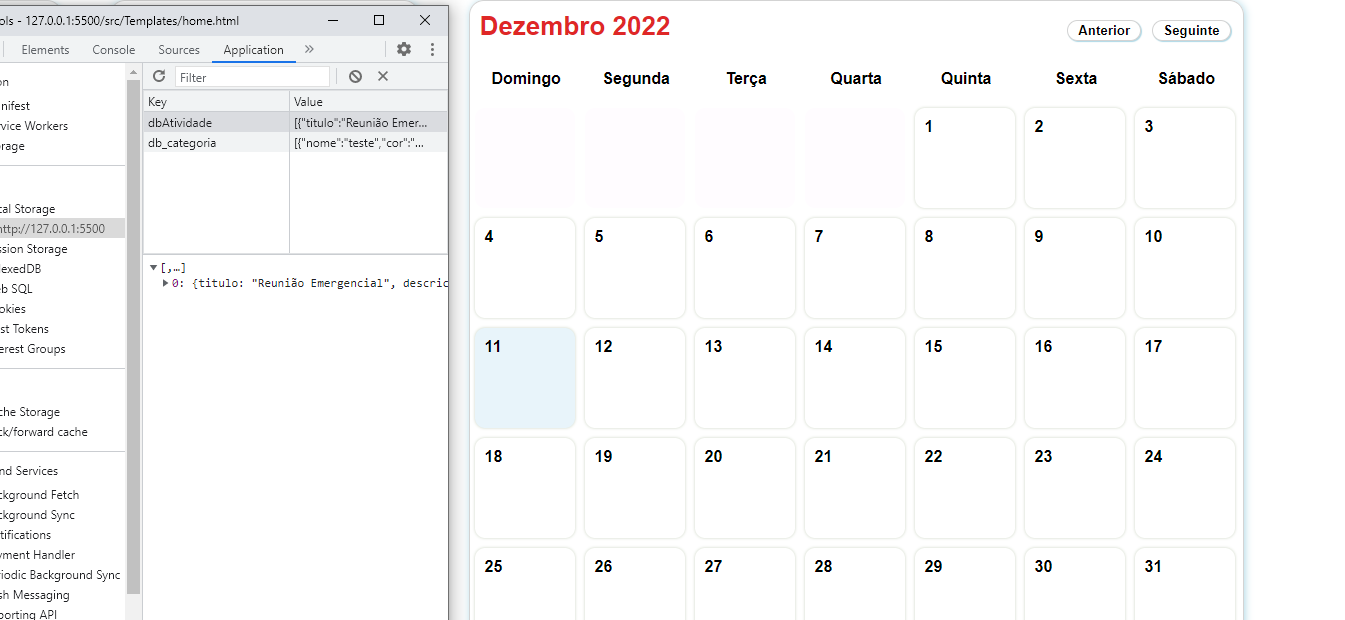 ols - 127.0.0.1:5500/src/Templates/home.html
Elements Console Sources Application
Filter
Key Value
dbAtividade [{"titulo":"Reunião Emer...
db_categoria [{"nome":"teste","cor":"...
[,…]
0: {titulo: "Reunião Emergencial", descric
on
nifest
vice Workers
rage
cal Storage
http://127.0.0.1:5500
ssion Storage
dexedDB
eb SQL
okies
st Tokens
erest Groups
che Storage
ck/forward cache
nd Services
ckground Fetch
ckground Sync
tifications
yment Handler
riodic Background Sync
sh Messaging
porting API
Dezembro 2022
Anterior Seguinte
Domingo Segunda Terça Quarta Quinta Sexta Sábado
1 2 3
4 5 6 7 8 9 10
11 12 13 14 15 16 17
18 19 20 21 22 23 24
25 26 27 28 29 30 31